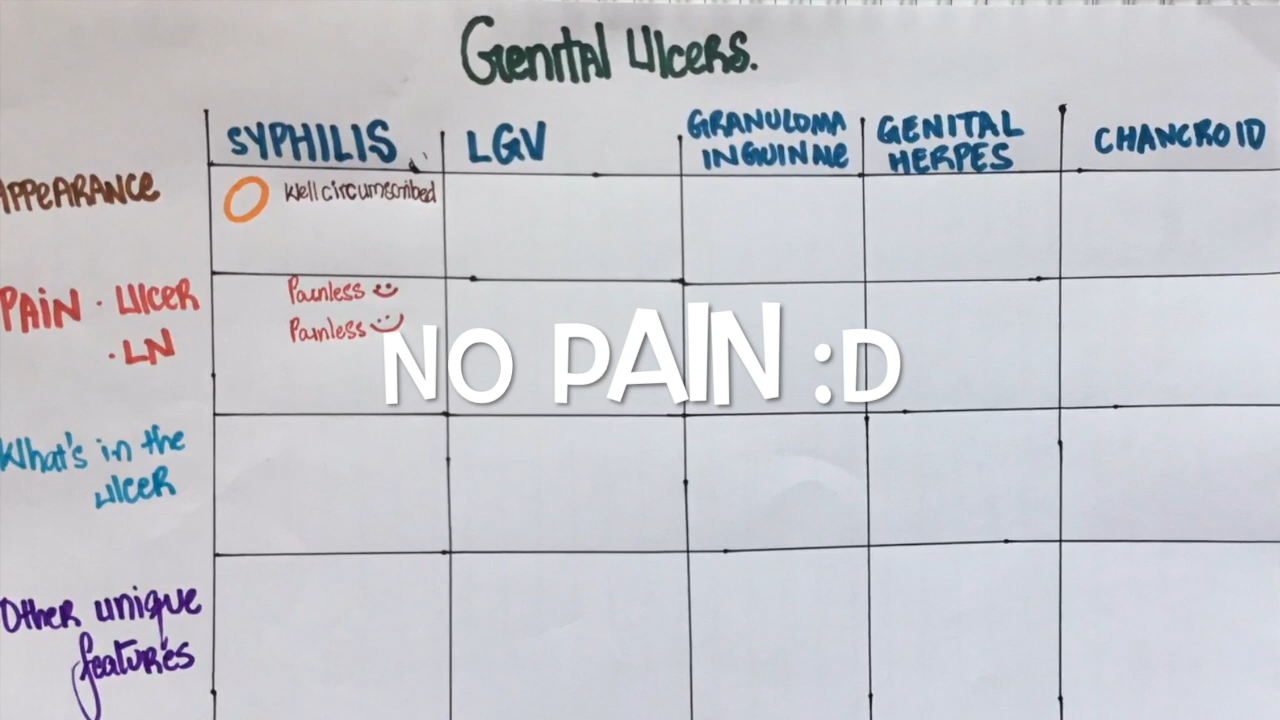 Genital Ulcers.
SYPHILIS
LGV
GRANULOMA
INGUINAE
GENITAL
HERPES
CHANCROID
APPEARANCE
Well circumscribed
PAIN · Ulcer
· LN
Painless
Painless
NO PAIN :D
What's in the
ulcer
Other unique
features